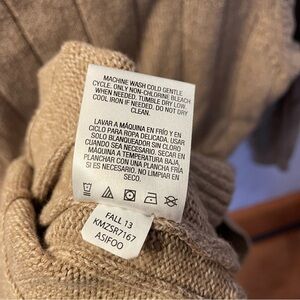 MACHINE WASH COLD GENTLE
CYCLE. ONLY NON-CHLORINE BLEACH
WHEN NEEDED. TUMBLE DRY LOW.
COOL IRON IF NEEDED. DO NOT DRY
CLEAN.
LAVAR A MÁQUINA EN FRÍO Y EN
CICLO PARA ROPA DELICADA. USAR
BLANQUEADOR SIN CLORO
CUANDO SEA NECESARIO. SECAR EN
MÁQUINA A TEMPERATURA BAJA.
PLANCHAR CON UNA PLANCHA FRIA
SI ES NECESARIO. NO LIMPIAR EN
SECO.
FALL 13
KMZSR7167
ASIFOO